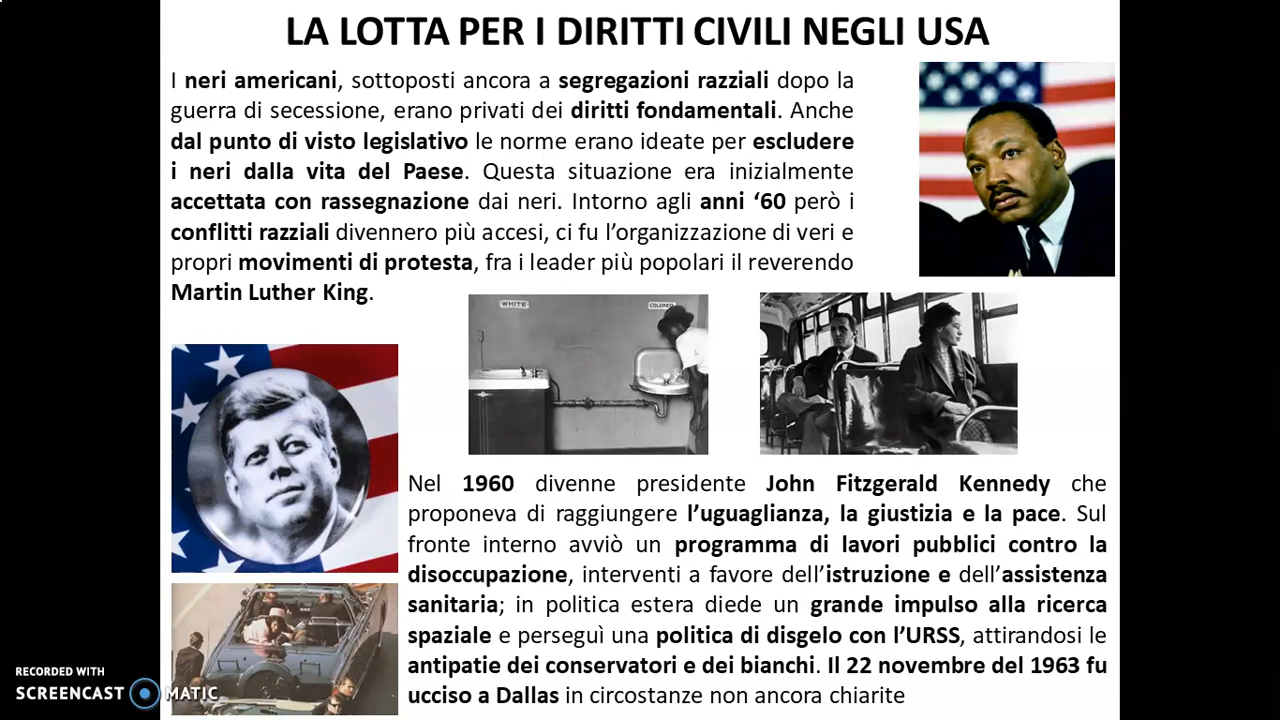 LA LOTTA PER I DIRITTI CIVILI NEGLI USA
I neri americani, sottoposti ancora a segregazioni razziali dopo la
guerra di secessione, erano privati dei diritti fondamentali. Anche
dal punto di visto legislativo le norme erano ideate per escludere
i neri dalla vita del Paese. Questa situazione era inizialmente
accettata con rassegnazione dai neri. Intorno agli anni ‘60 però i
conflitti razziali divennero più accesi, ci fu l’organizzazione di veri e
propri movimenti di protesta, fra i leader più popolari il reverendo
Martin Luther King.
WHITE
COLORED
Nel 1960 divenne presidente John Fitzgerald Kennedy che
proponeva di raggiungere l’uguaglianza, la giustizia e la pace. Sul
fronte interno avviò un programma di lavori pubblici contro la
disoccupazione, interventi a favore dell’istruzione e dell’assistenza
sanitaria; in politica estera diede un grande impulso alla ricerca
spaziale e perseguì una politica di disgelo con l’URSS, attirandosi le
antipatie dei conservatori e dei bianchi. Il 22 novembre del 1963 fu
ucciso a Dallas in circostanze non ancora chiarite
RECORDED WITH
SCREENCAST MATIC